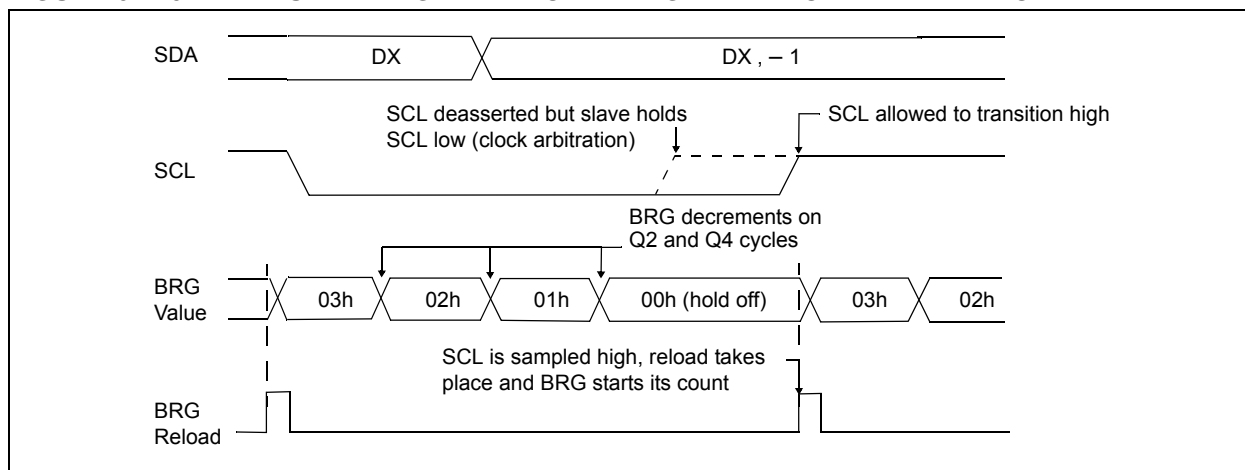 SDA
DX
DX , – 1
SCL deasserted but slave holds
SCL low (clock arbitration)
SCL allowed to transition high
SCL
BRG decrements on
Q2 and Q4 cycles
BRG
Value
03h
02h
01h
00h (hold off)
03h
02h
SCL is sampled high, reload takes
place and BRG starts its count
BRG
Reload